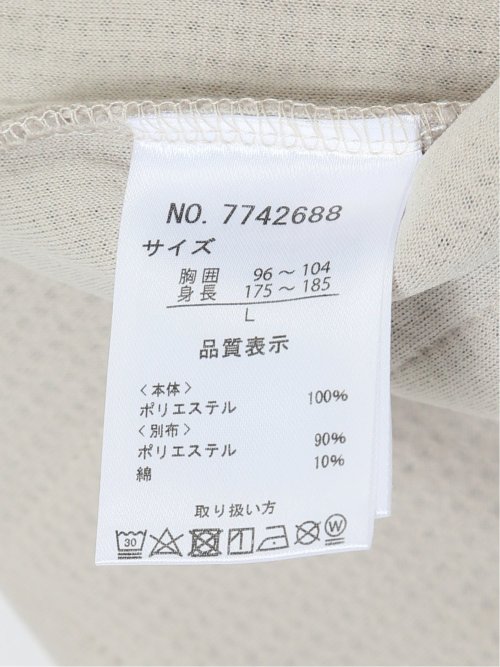 NO. 7742688
サイズ
胸囲 96～104
身長 175～185
L
品質表示
＜本体＞
ポリエステル 100%
＜別布＞
ポリエステル 90%
綿 10%
取り扱い方
30 W